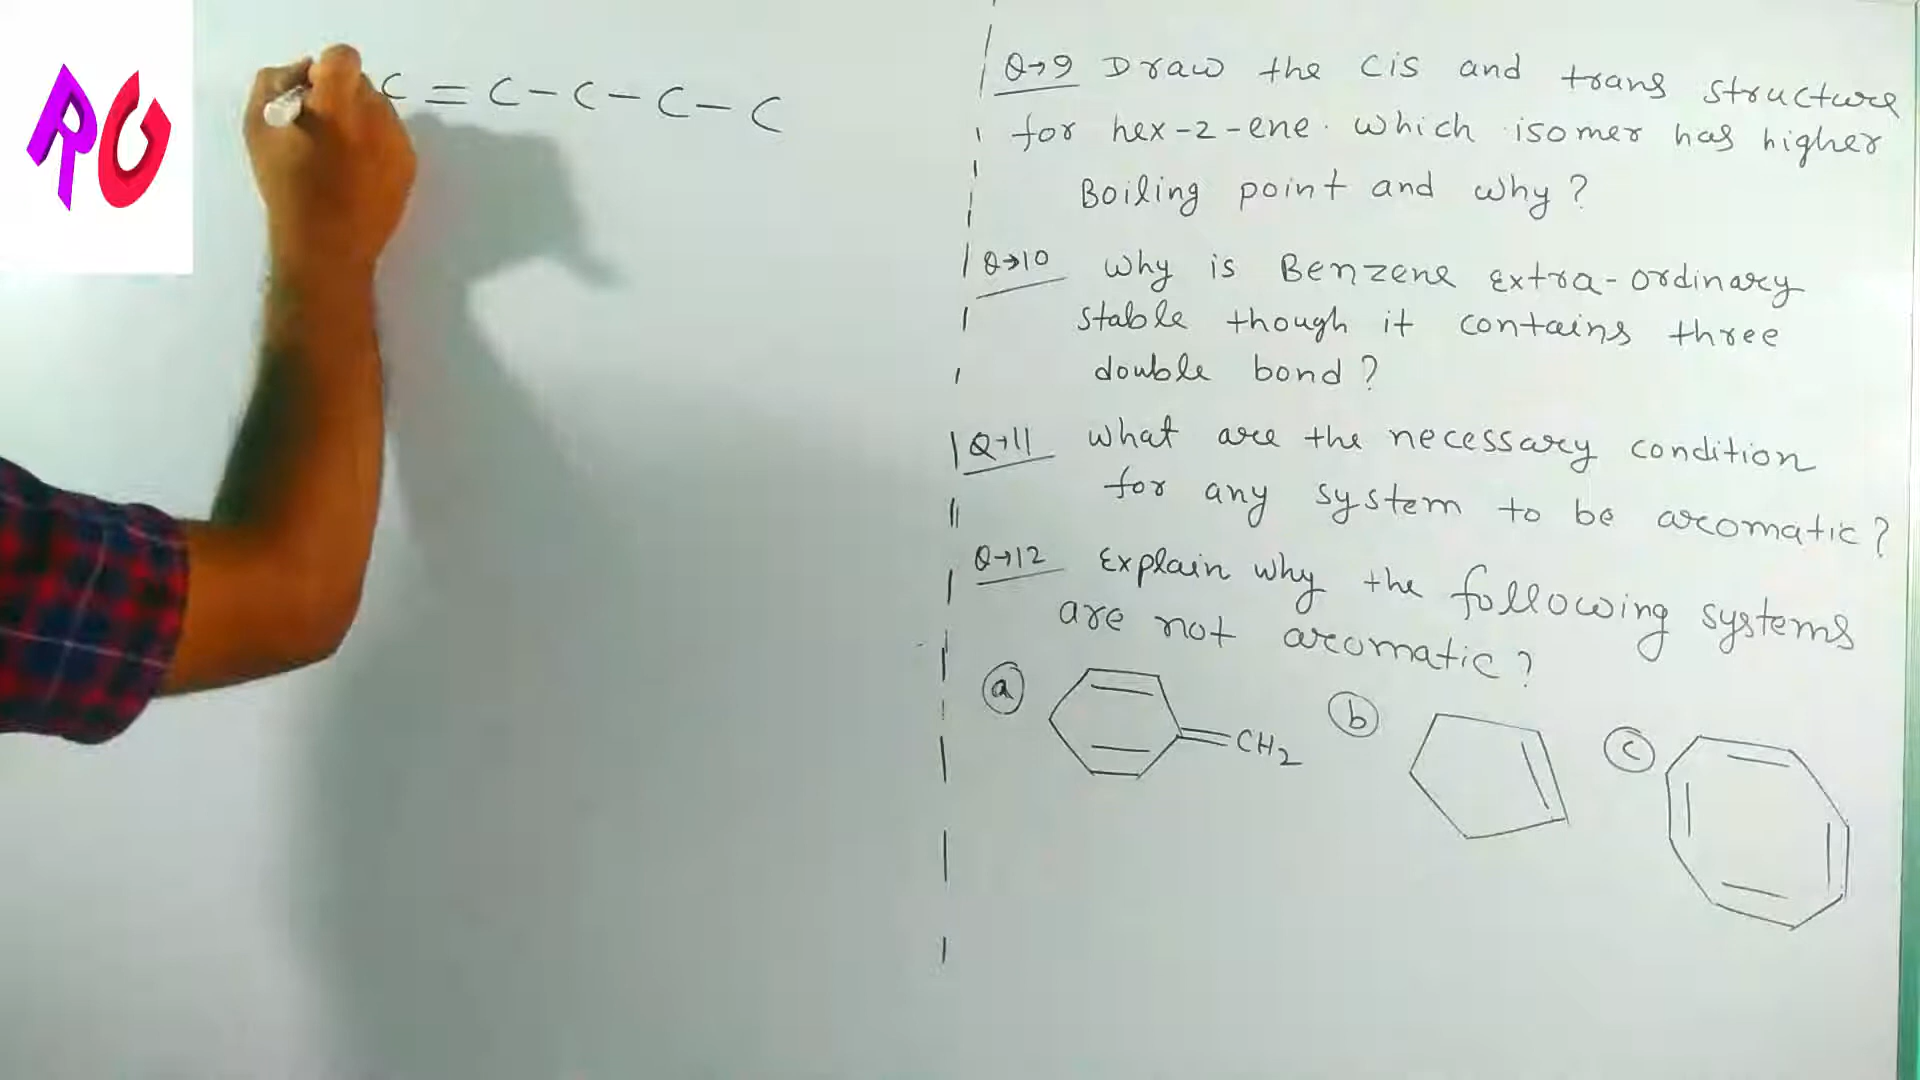 RG
C = C - C - C - C
Q→9 Draw the cis and trans structure
for hex-2-ene. which isomer has higher
Boiling point and why?
Q→10 Why is Benzene extra-ordinary
stable though it contains three
double bond?
Q→11 What are the necessary condition
for any system to be aromatic?
Q→12 Explain why the following systems
are not aromatic?
a
=CH2
b
c